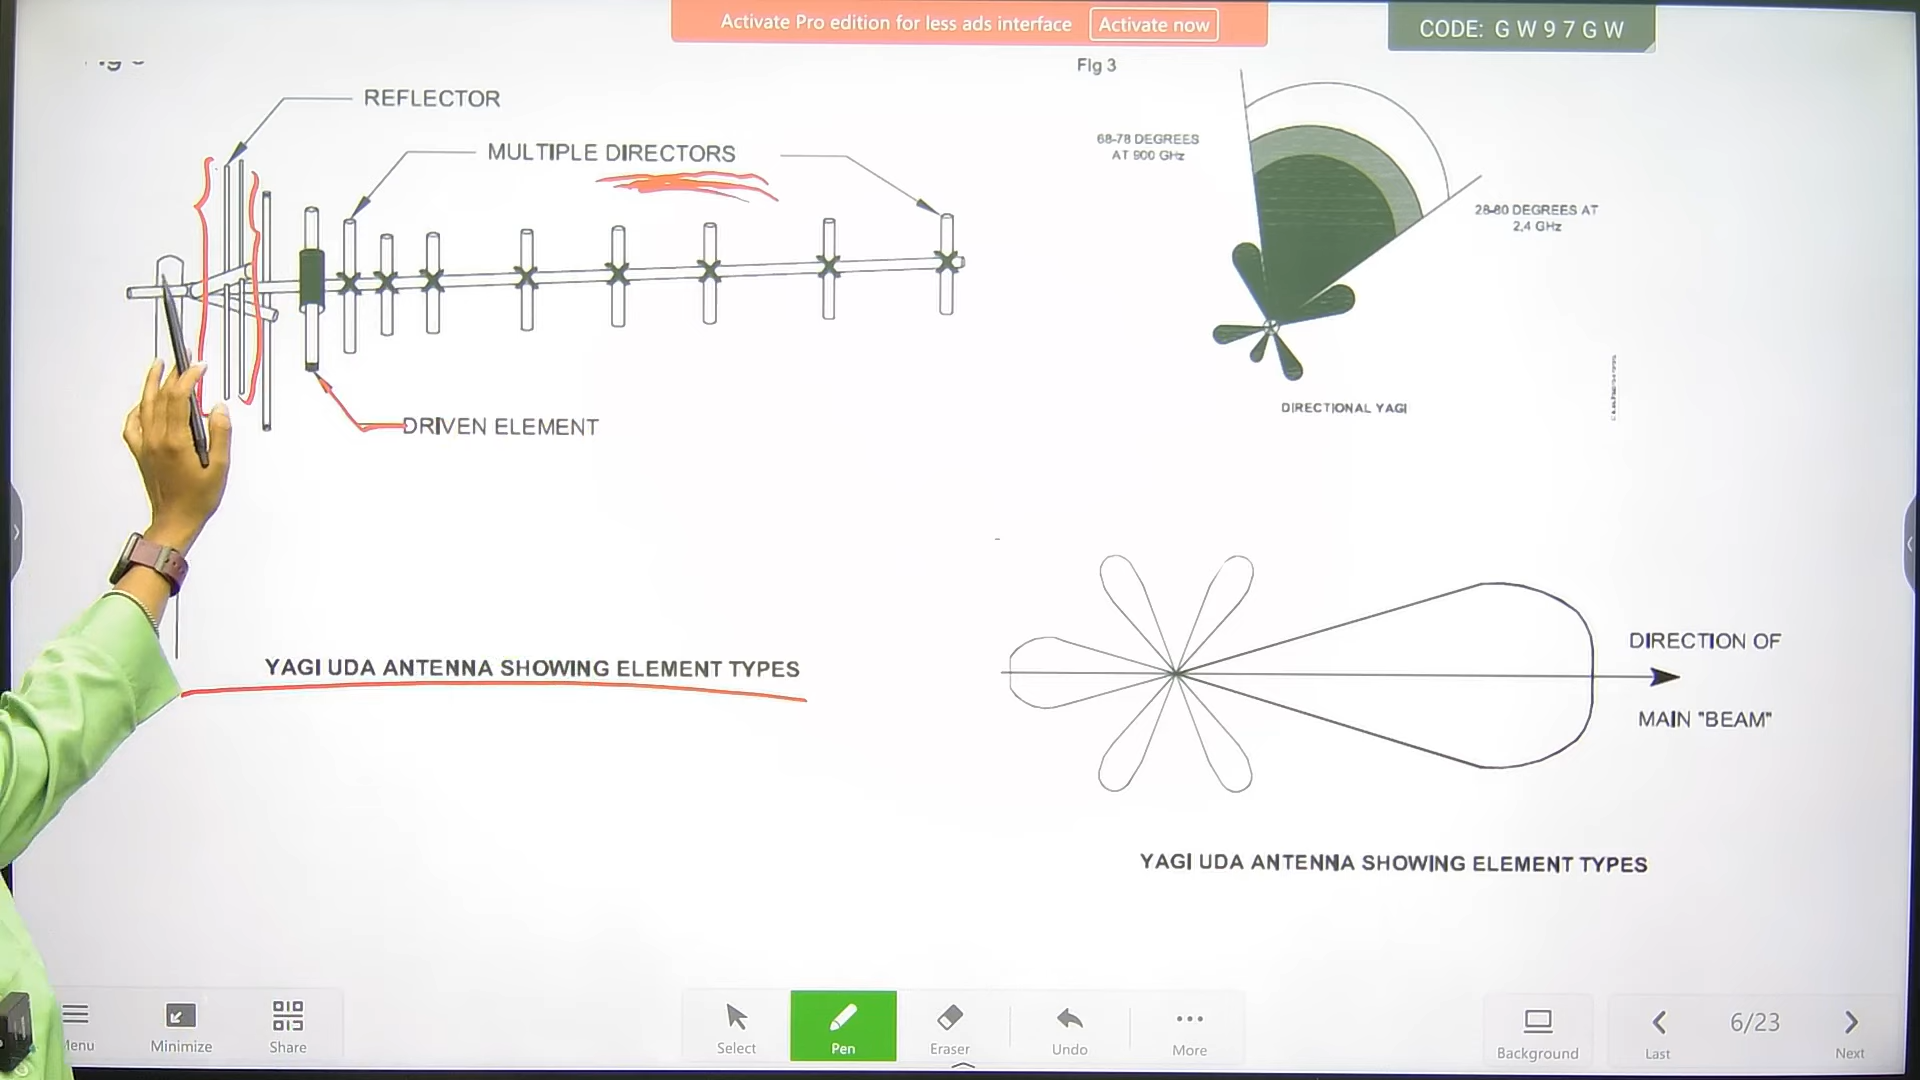 Activate Pro edition for less ads interface
Activate now
CODE: GW97GW
REFLECTOR
MULTIPLE DIRECTORS
DRIVEN ELEMENT
YAGI UDA ANTENNA SHOWING ELEMENT TYPES
FIg 3
68-78 DEGREES
AT 900 GHz
28-80 DEGREES AT
2,4 GHz
DIRECTIONAL YAGI
DIRECTION OF
MAIN "BEAM"
YAGI UDA ANTENNA SHOWING ELEMENT TYPES
Menu
Minimize
Share
Select
Pen
Eraser
Undo
More
Background
Last
6/23
Next